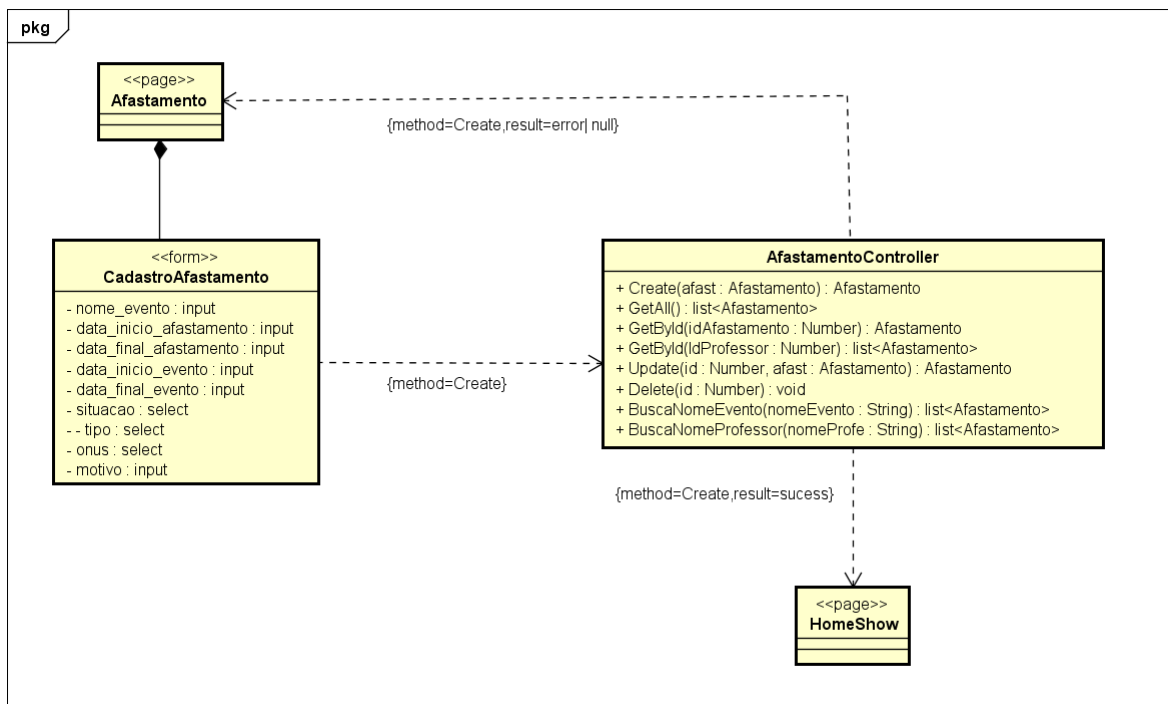 pkg
<<page>>
Afastamento
{method=Create,result=error| null}
<<form>>
CadastroAfastamento
- nome_evento : input
- data_inicio_afastamento : input
- data_final_afastamento : input
- data_inicio_evento : input
- data_final_evento : input
- situacao : select
- - tipo : select
- onus : select
- motivo : input
{method=Create}
AfastamentoController
+ Create(afast : Afastamento) : Afastamento
+ GetAll() : list<Afastamento>
+ GetById(idAfastamento : Number) : Afastamento
+ GetById(IdProfessor : Number) : list<Afastamento>
+ Update(id : Number, afast : Afastamento) : Afastamento
+ Delete(id : Number) : void
+ BuscaNomeEvento(nomeEvento : String) : list<Afastamento>
+ BuscaNomeProfessor(nomeProfe : String) : list<Afastamento>
{method=Create,result=sucess}
<<page>>
HomeShow